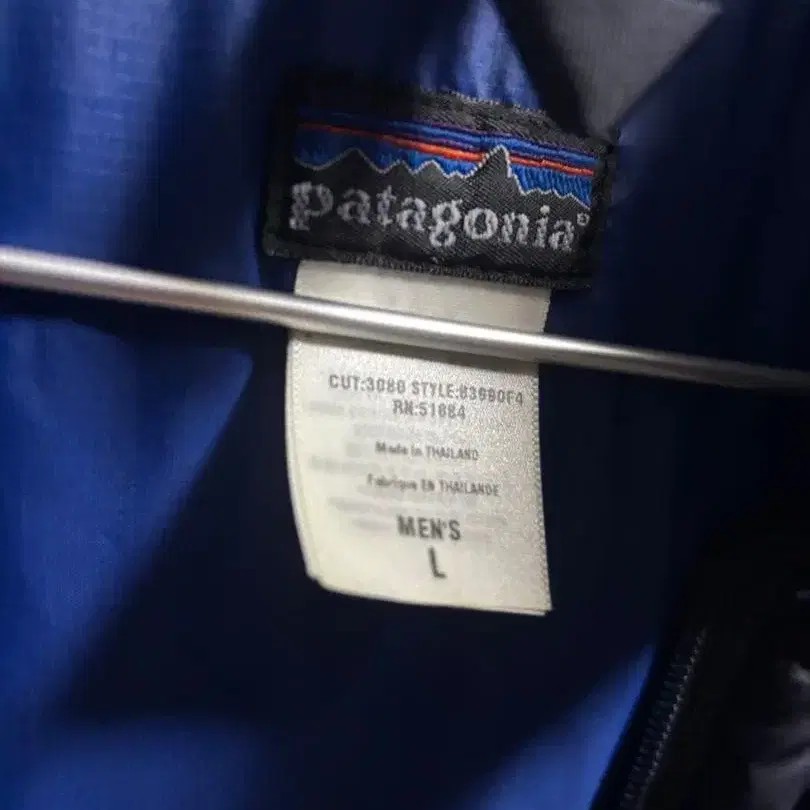 patagonia®
CUT:3080 STYLE:83990F4
RN:51884
Made in THAILAND
Fabriqué EN THAILANDE
MEN'S
L